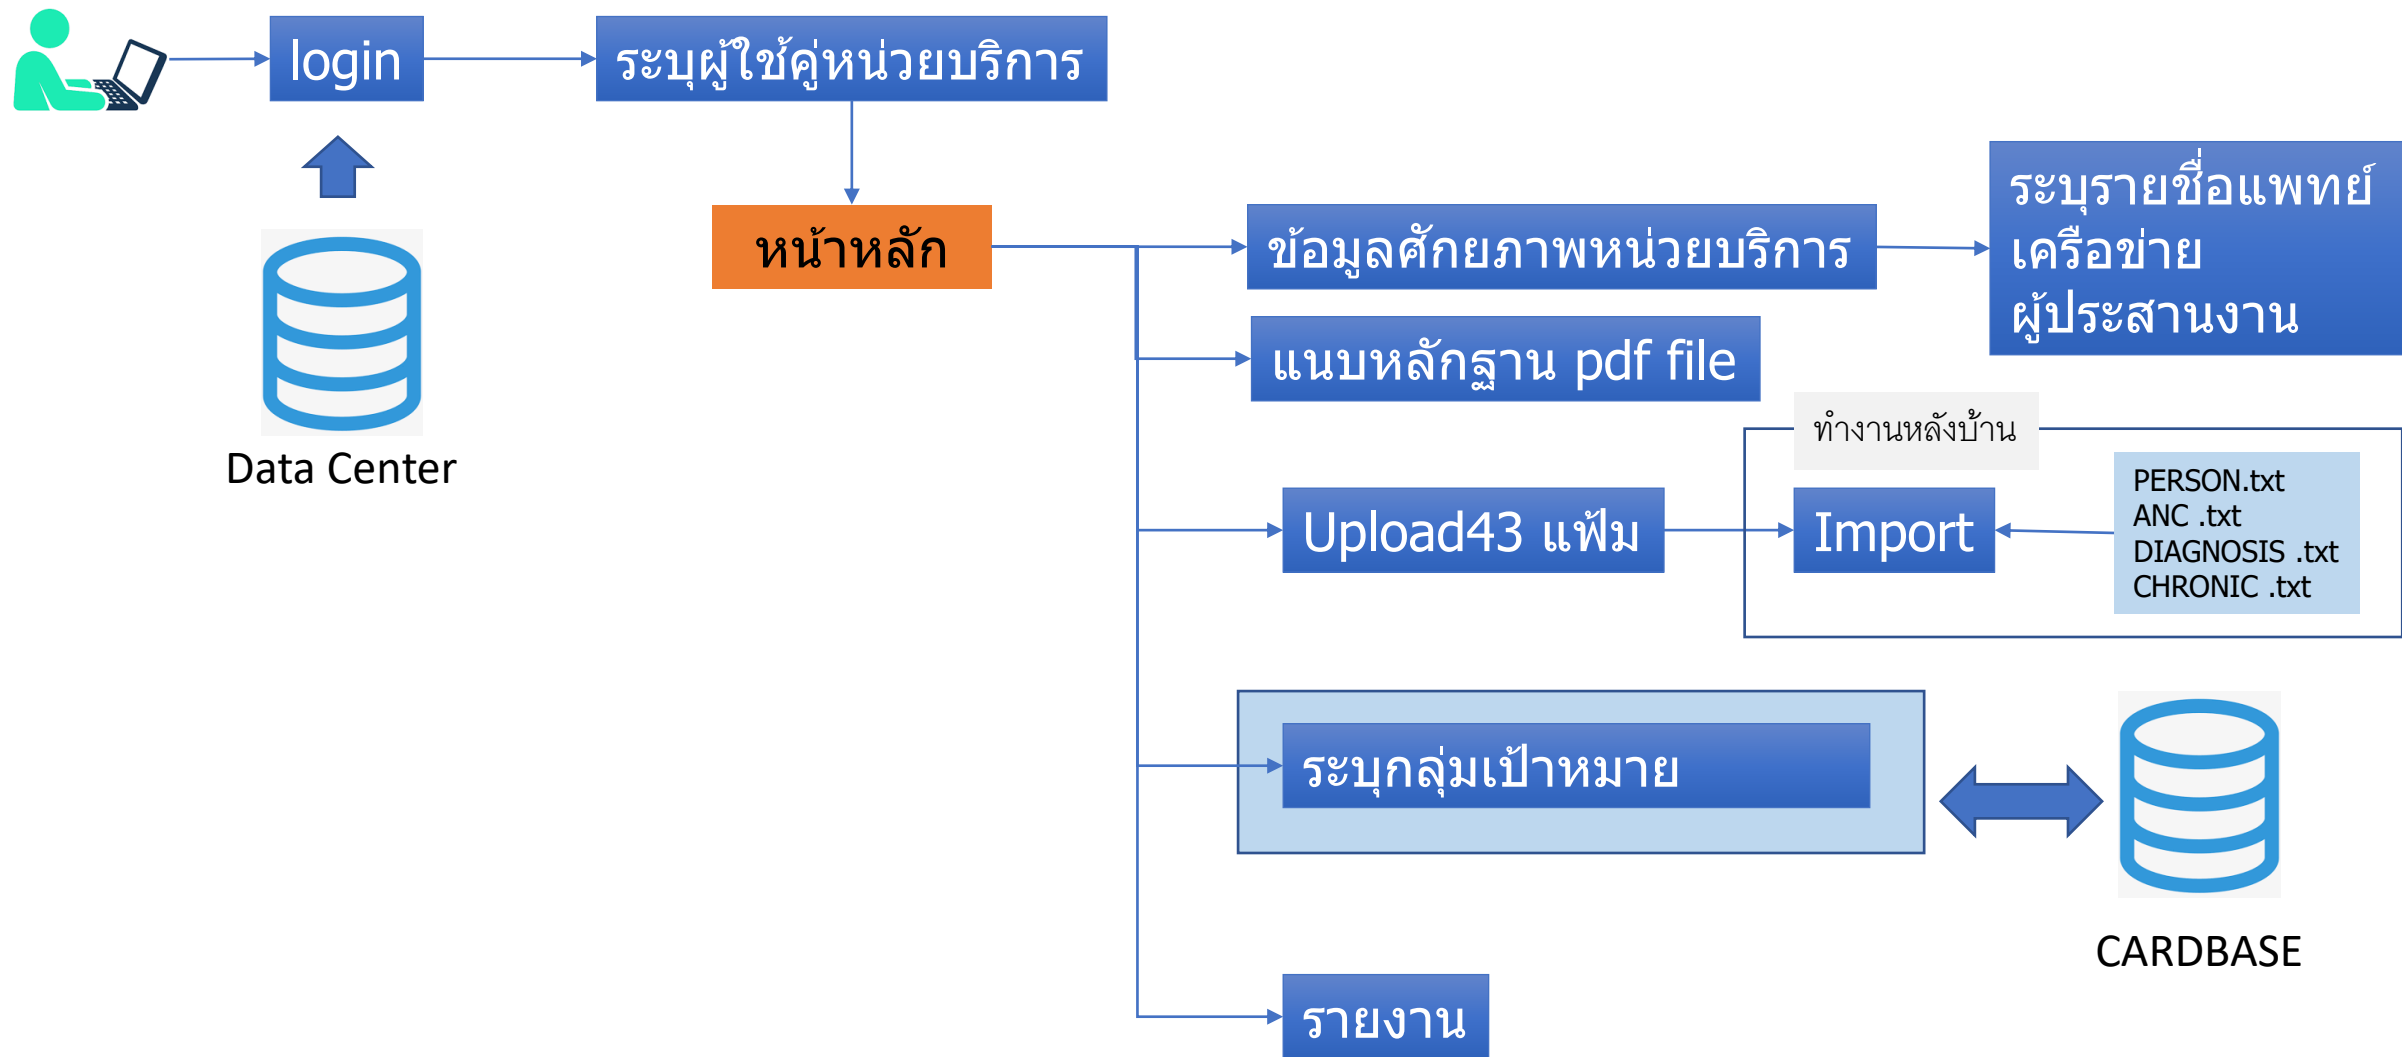 login
ระบุผู้ใช้คู่หน่วยบริการ
Data Center
หน้าหลัก
ข้อมูลศักยภาพหน่วยบริการ
ระบุรายชื่อแพทย์
เครือข่าย
ผู้ประสานงาน
แนบหลักฐาน pdf file
ทำงานหลังบ้าน
Upload43 แฟ้ม
Import
PERSON.txt
ANC .txt
DIAGNOSIS .txt
CHRONIC .txt
ระบุกลุ่มเป้าหมาย
CARDBASE
รายงาน